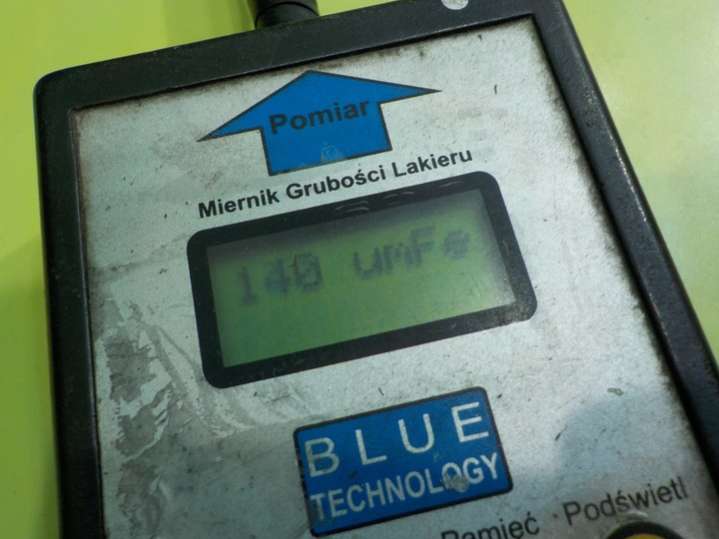 Pomiar
Miernik Grubości Lakieru
140 umFe
BLUE
TECHNOLOGY
Pamięć Podświetl